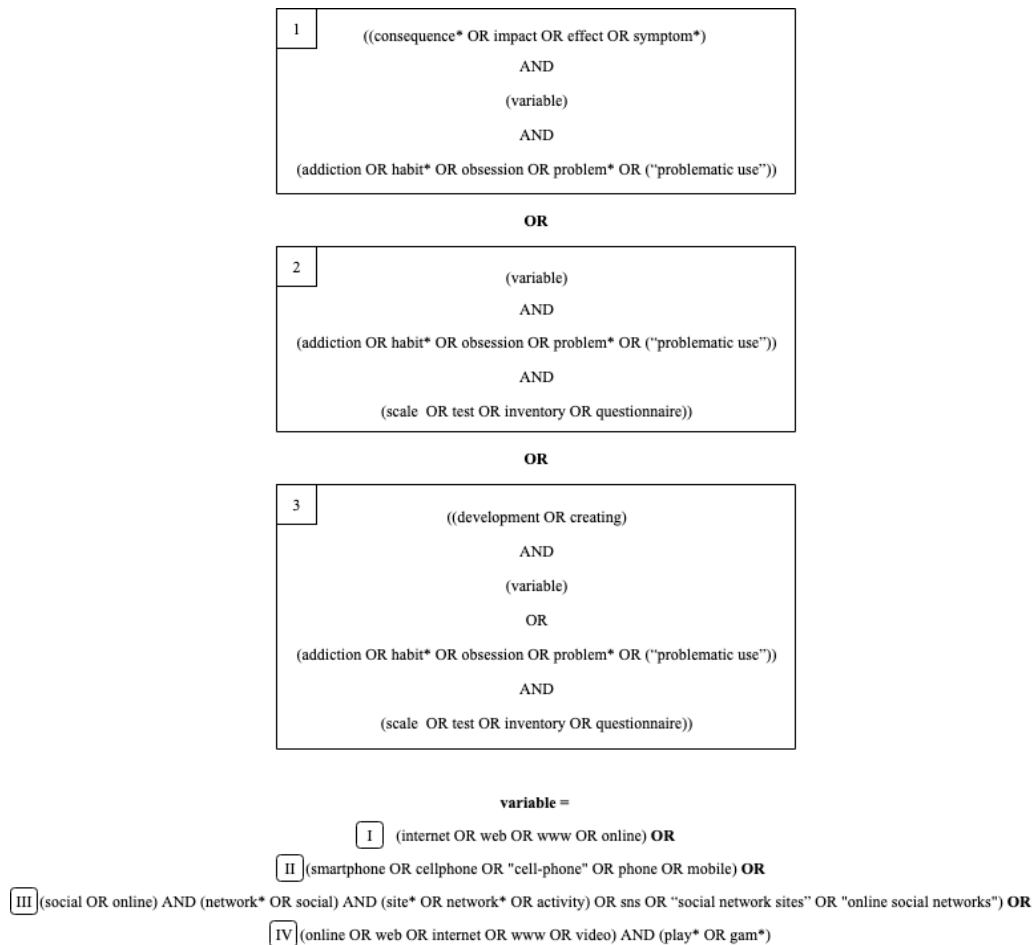 1
((consequence* OR impact OR effect OR symptom*)
AND
(variable)
AND
(addiction OR habit* OR obsession OR problem* OR (“problematic use”))
OR
2
(variable)
AND
(addiction OR habit* OR obsession OR problem* OR (“problematic use”))
AND
(scale OR test OR inventory OR questionnaire))
OR
3
((development OR creating)
AND
(variable)
OR
(addiction OR habit* OR obsession OR problem* OR (“problematic use”))
AND
(scale OR test OR inventory OR questionnaire))
variable =
I (internet OR web OR www OR online) OR
II (smartphone OR cellphone OR "cell-phone" OR phone OR mobile) OR
III (social OR online) AND (network* OR social) AND (site* OR network* OR activity) OR sns OR “social network sites” OR "online social networks") OR
IV (online OR web OR internet OR www OR video) AND (play* OR gam*)